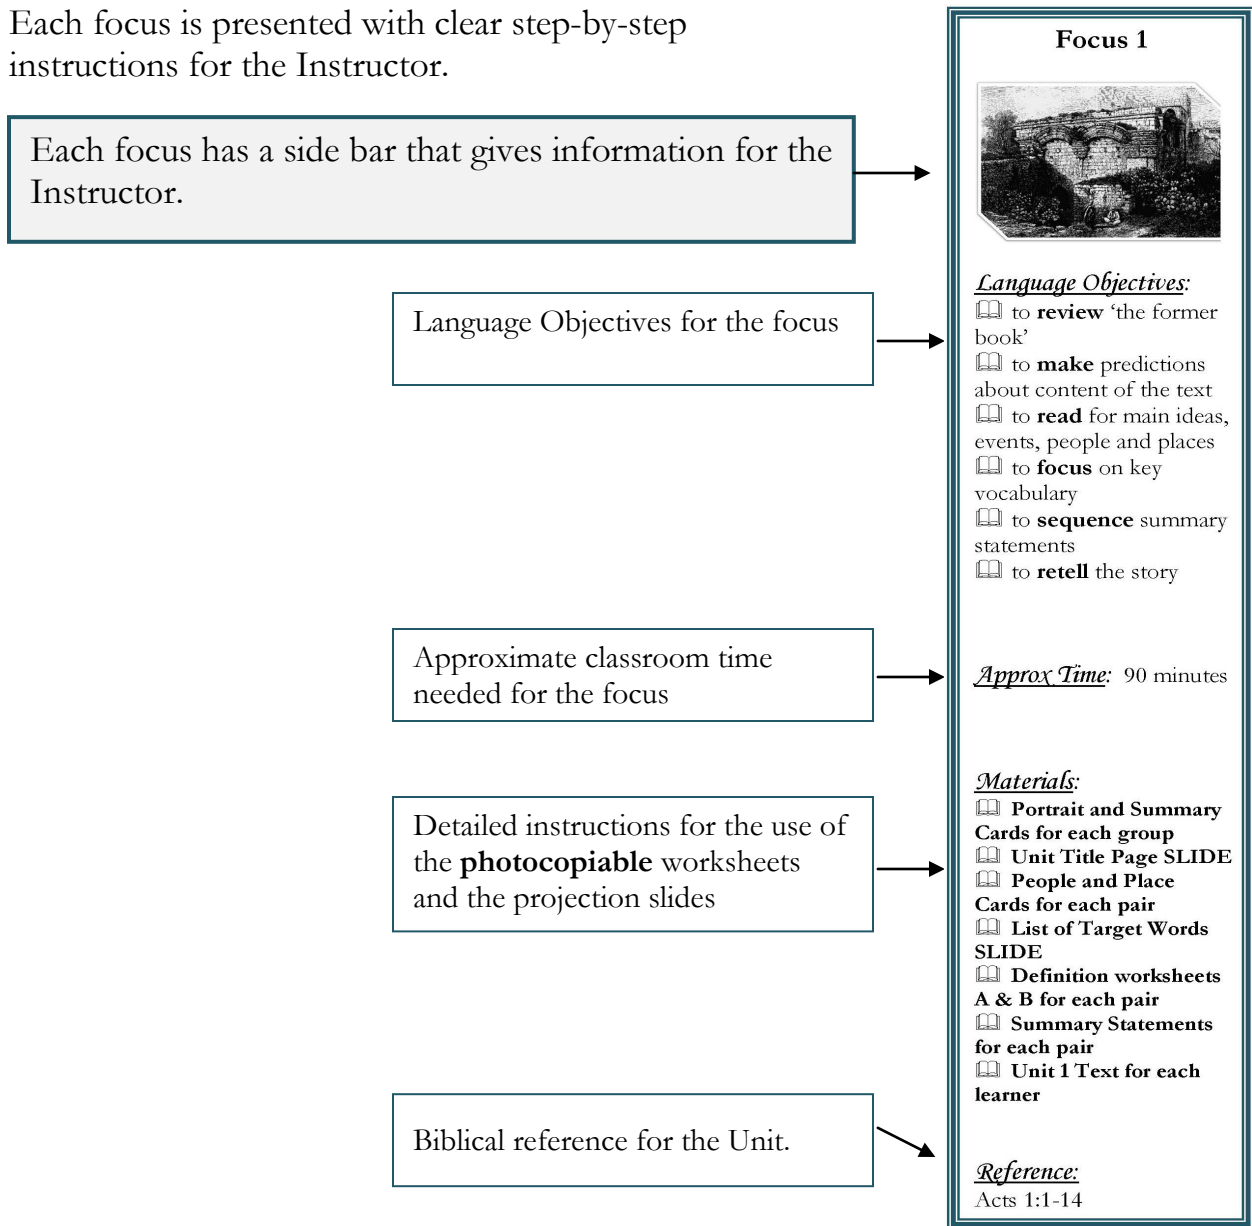 Each focus is presented with clear step-by-step
instructions for the Instructor.
Each focus has a side bar that gives information for the
Instructor.
Language Objectives for the focus
Approximate classroom time
needed for the focus
Detailed instructions for the use of
the photocopiable worksheets
and the projection slides
Biblical reference for the Unit.
Focus 1
Language Objectives:
to review ‘the former
book’
to make predictions
about content of the text
to read for main ideas,
events, people and places
to focus on key
vocabulary
to sequence summary
statements
to retell the story
Approx Time: 90 minutes
Materials:
Portrait and Summary
Cards for each group
Unit Title Page SLIDE
People and Place
Cards for each pair
List of Target Words
SLIDE
Definition worksheets
A & B for each pair
Summary Statements
for each pair
Unit 1 Text for each
learner
Reference:
Acts 1:1-14